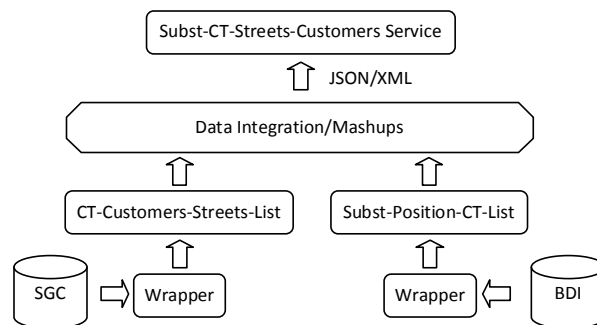 Subst-CT-Streets-Customers Service
JSON/XML
Data Integration/Mashups
CT-Customers-Streets-List
Subst-Position-CT-List
SGC
Wrapper
Wrapper
BDI